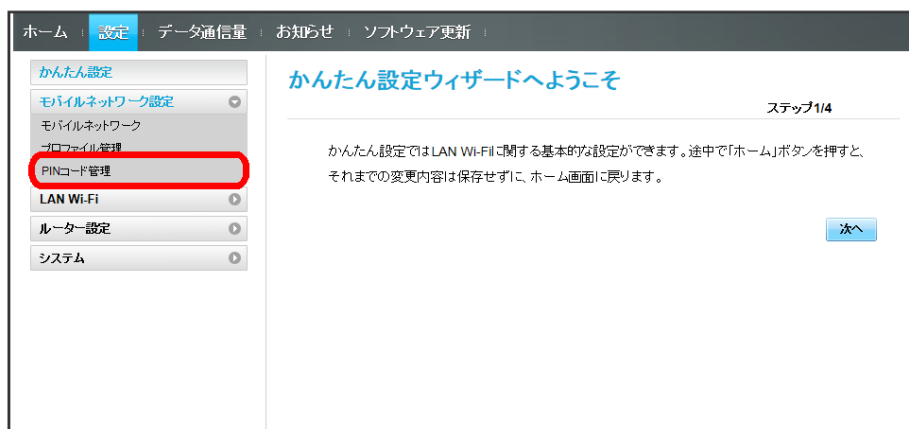 ホーム 設定 データ通信量 お知らせ ソフトウェア更新
かんたん設定
モバイルネットワーク設定
モバイルネットワーク
プロファイル管理
PINコード管理
LAN Wi-Fi
ルーター設定
システム
かんたん設定ウィザードへようこそ
ステップ1/4
かんたん設定ではLAN Wi-Fiに関する基本的な設定ができます。途中で「ホーム」ボタンを押すと、
それまでの変更内容は保存せずに、ホーム画面に戻ります。
次へ